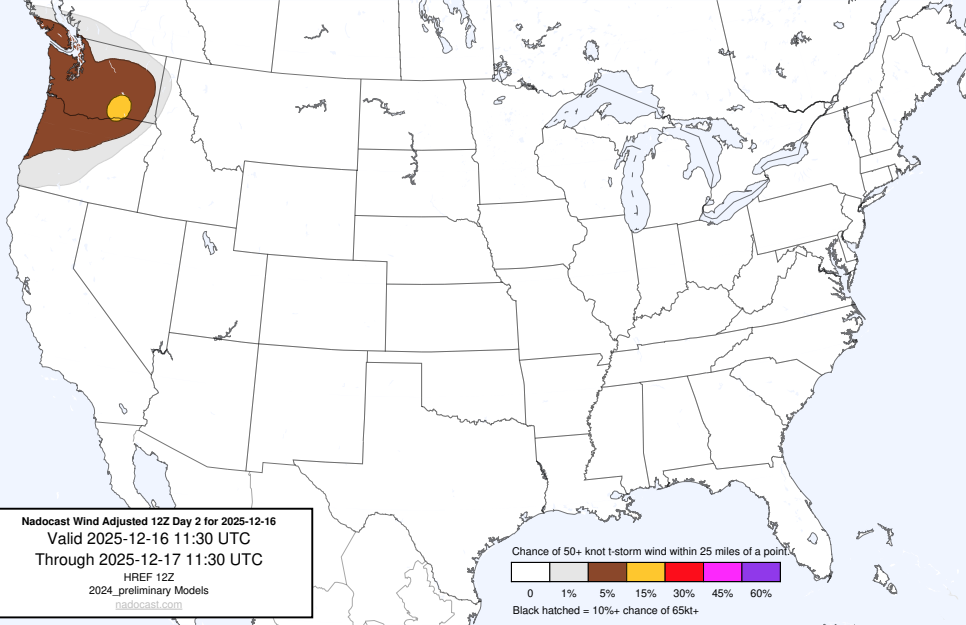 Nadocast Wind Adjusted 12Z Day 2 for 2025-12-16
Valid 2025-12-16 11:30 UTC
Through 2025-12-17 11:30 UTC
HREF 12Z
2024_preliminary Models
nadocast.com
Chance of 50+ knot t-storm wind within 25 miles of a point.
0 1% 5% 15% 30% 45% 60%
Black hatched = 10%+ chance of 65kt+